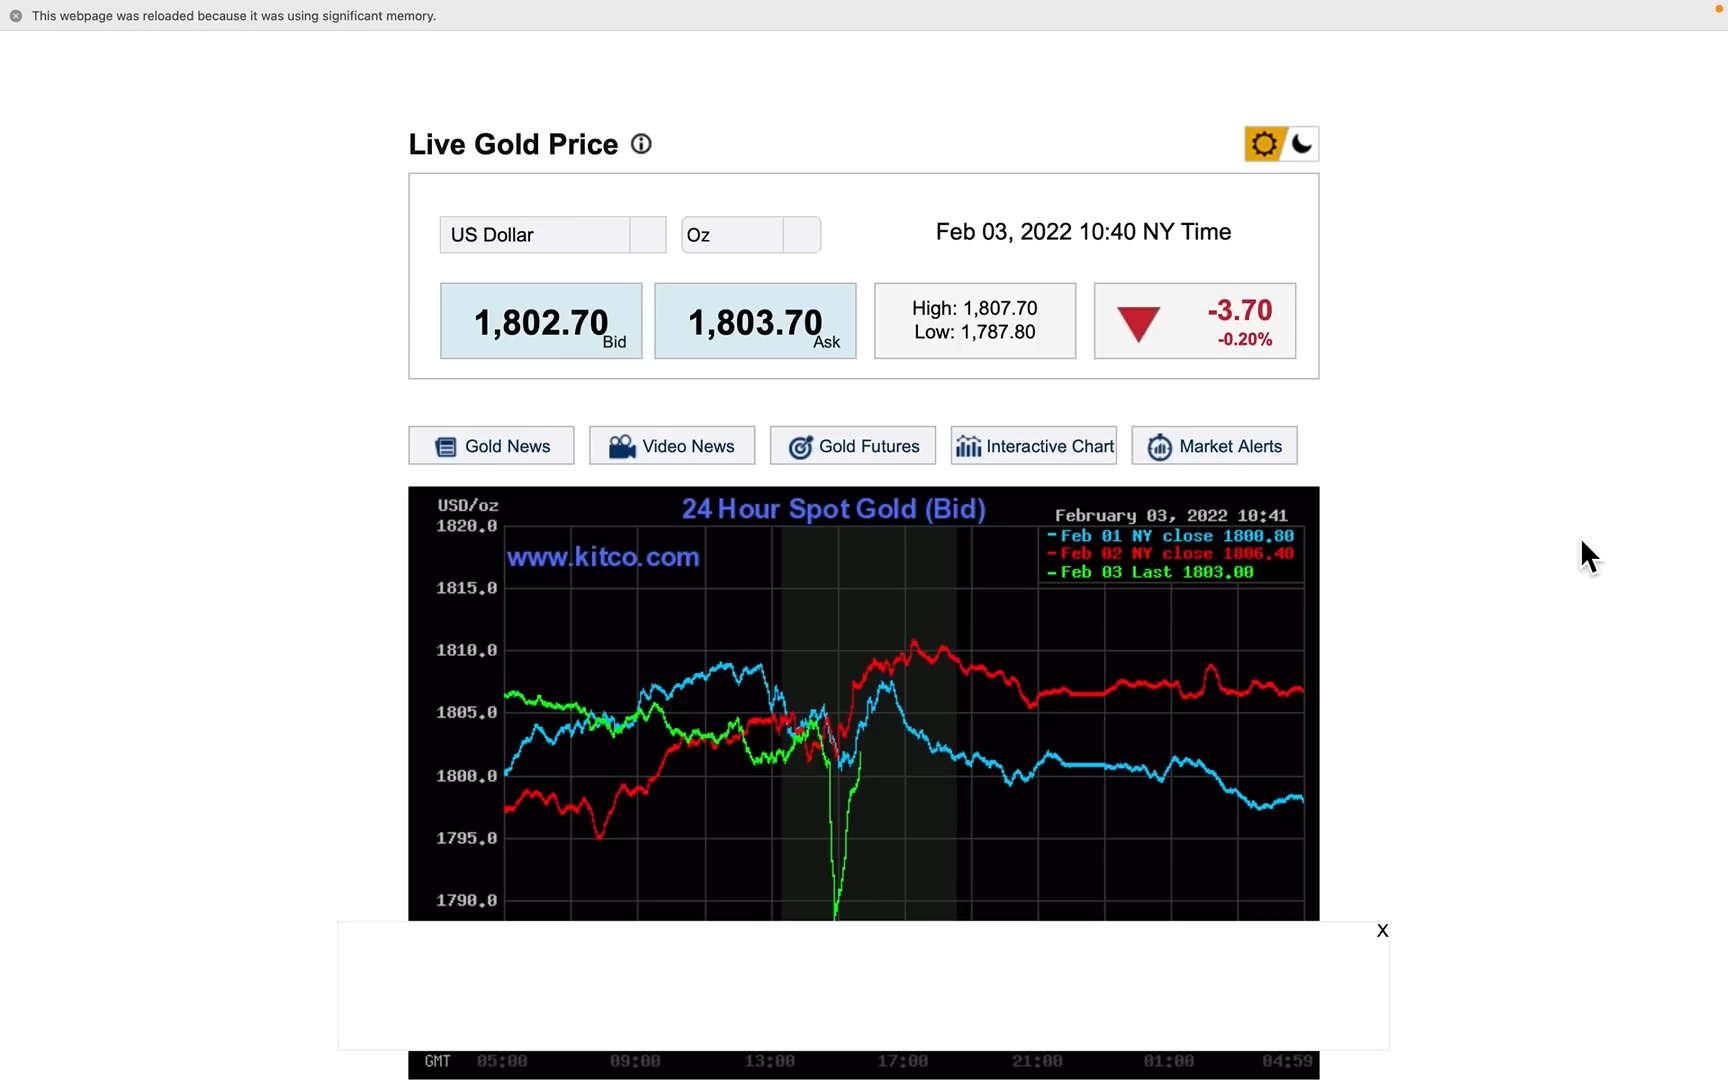 This webpage was reloaded because it was using significant memory.
Live Gold Price
US Dollar
Oz
Feb 03, 2022 10:40 NY Time
1,802.70
Bid
1,803.70
Ask
High: 1,807.70
Low: 1,787.80
-3.70
-0.20%
Gold News
Video News
Gold Futures
Interactive Chart
Market Alerts
USD/oz
24 Hour Spot Gold (Bid)
February 03, 2022 10:41
www.kitco.com
Feb 01 NY close 1800.80
Feb 02 NY close 1806.40
Feb 03 Last 1803.00
1820.0
1815.0
1810.0
1805.0
1800.0
1795.0
1790.0
X
GMT 05:00 09:00 13:00 17:00 21:00 01:00 04:59